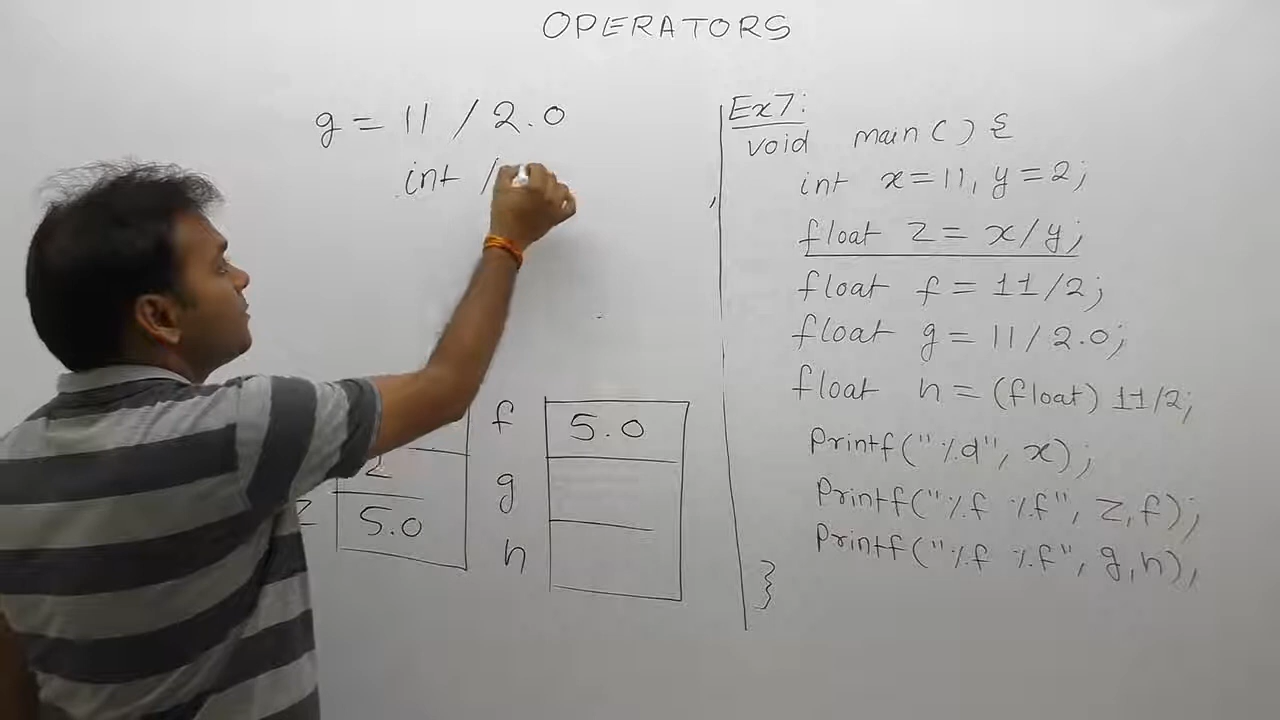 OPERATORS
g = 11 / 2.0
int /
f 5.0
g
h
2
z 5.0
Ex7:
void main() {
int x=11, y=2;
float z = x/y;
float f = 11/2;
float g = 11/2.0;
float h = (float) 11/2;
Printf("%d", x);
Printf("%f %f", z,f);
Printf("%f %f", g,h);
}